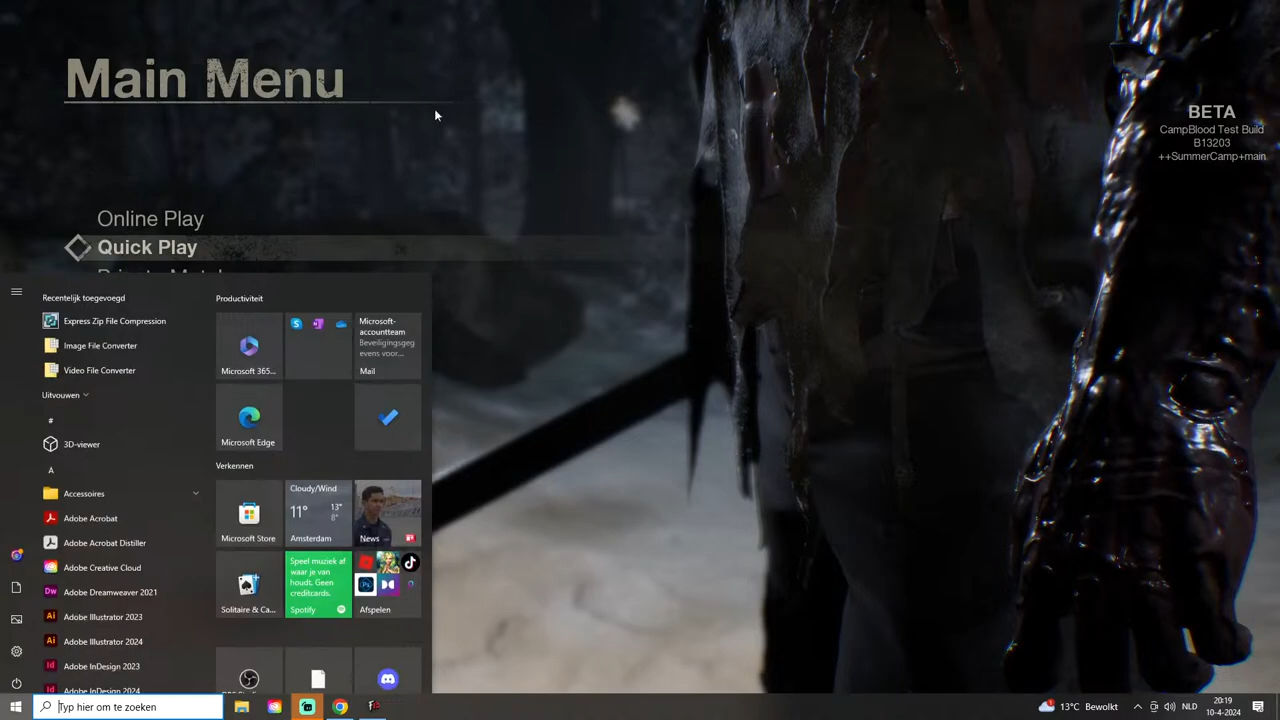 Main Menu
BETA
CampBlood Test Build
B13203
++SummerCamp+main
Online Play
Quick Play
Recentelijk toegevoegd
Express Zip File Compression
Image File Converter
Video File Converter
Uitvouwen
#
3D-viewer
A
Accessoires
Adobe Acrobat
Adobe Acrobat Distiller
Adobe Creative Cloud
Adobe Dreamweaver 2021
Adobe Illustrator 2023
Adobe Illustrator 2024
Adobe InDesign 2023
Adobe InDesign 2024
Productiviteit
Microsoft 365...
Microsoft-
accountteam
Beveiligingsgeg
evens voor...
Mail
Microsoft Edge
Verkennen
Microsoft Store
Cloudy/Wind
11° 13°
8°
Amsterdam
News
Solitaire & Ca...
Speel muziek af
waar je van
houdt. Geen
creditcards.
Spotify
Afspelen
Typ hier om te zoeken
13°C Bewolkt
NLD
20:19
10-4-2024